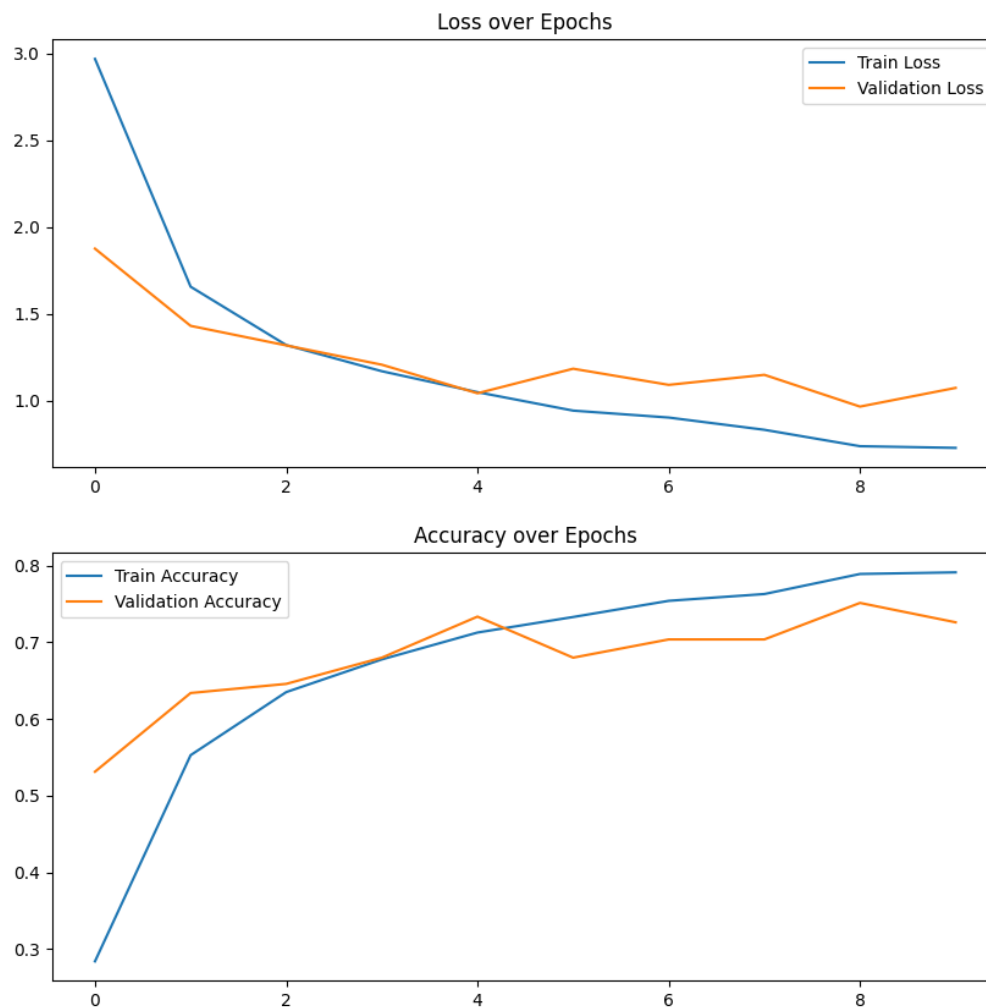 Loss over Epochs
3.0
2.5
2.0
1.5
1.0
Train Loss
Validation Loss
0 2 4 6 8
Accuracy over Epochs
0.8
0.7
0.6
0.5
0.4
0.3
Train Accuracy
Validation Accuracy
0 2 4 6 8